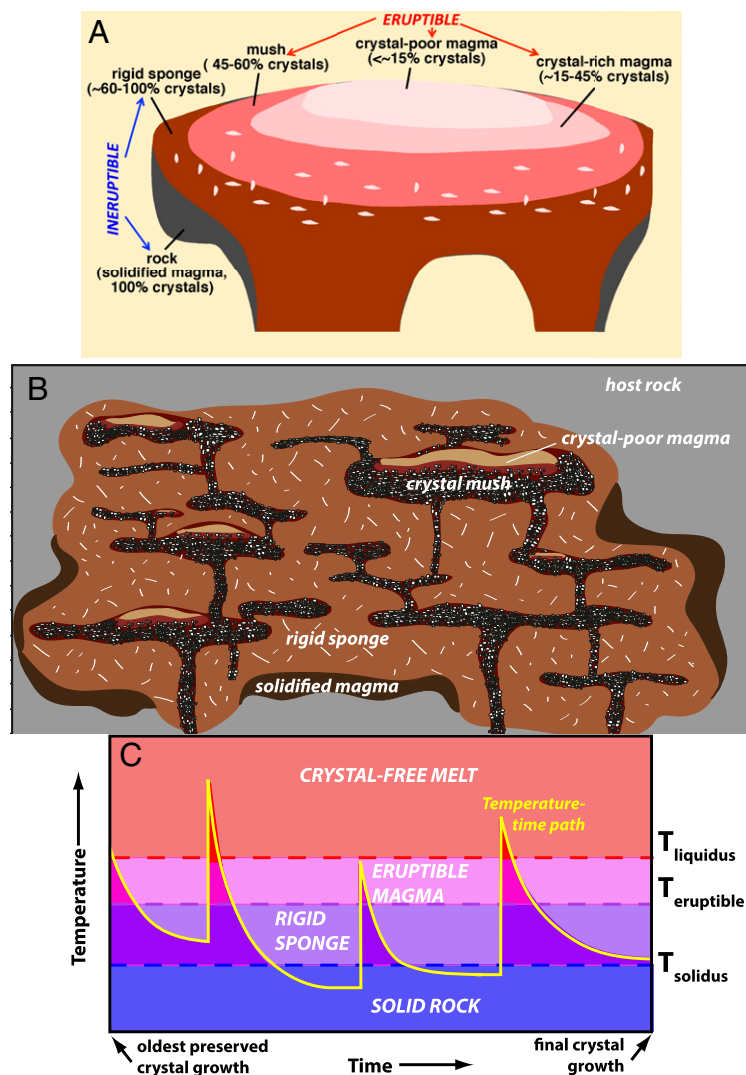 A
ERUPTIBLE
mush
( 45-60% crystals)
crystal-poor magma
(<~15% crystals)
crystal-rich magma
(~15-45% crystals)
rigid sponge
(~60-100% crystals)
INERUPTIBLE
rock
(solidified magma,
100% crystals)
B
host rock
crystal-poor magma
crystal mush
rigid sponge
solidified magma
C
CRYSTAL-FREE MELT
Temperature-
time path
Temperature
Tliquidus
ERUPTIBLE
MAGMA
Teruptible
RIGID
SPONGE
Tsolidus
SOLID ROCK
oldest preserved
crystal growth
Time
final crystal
growth